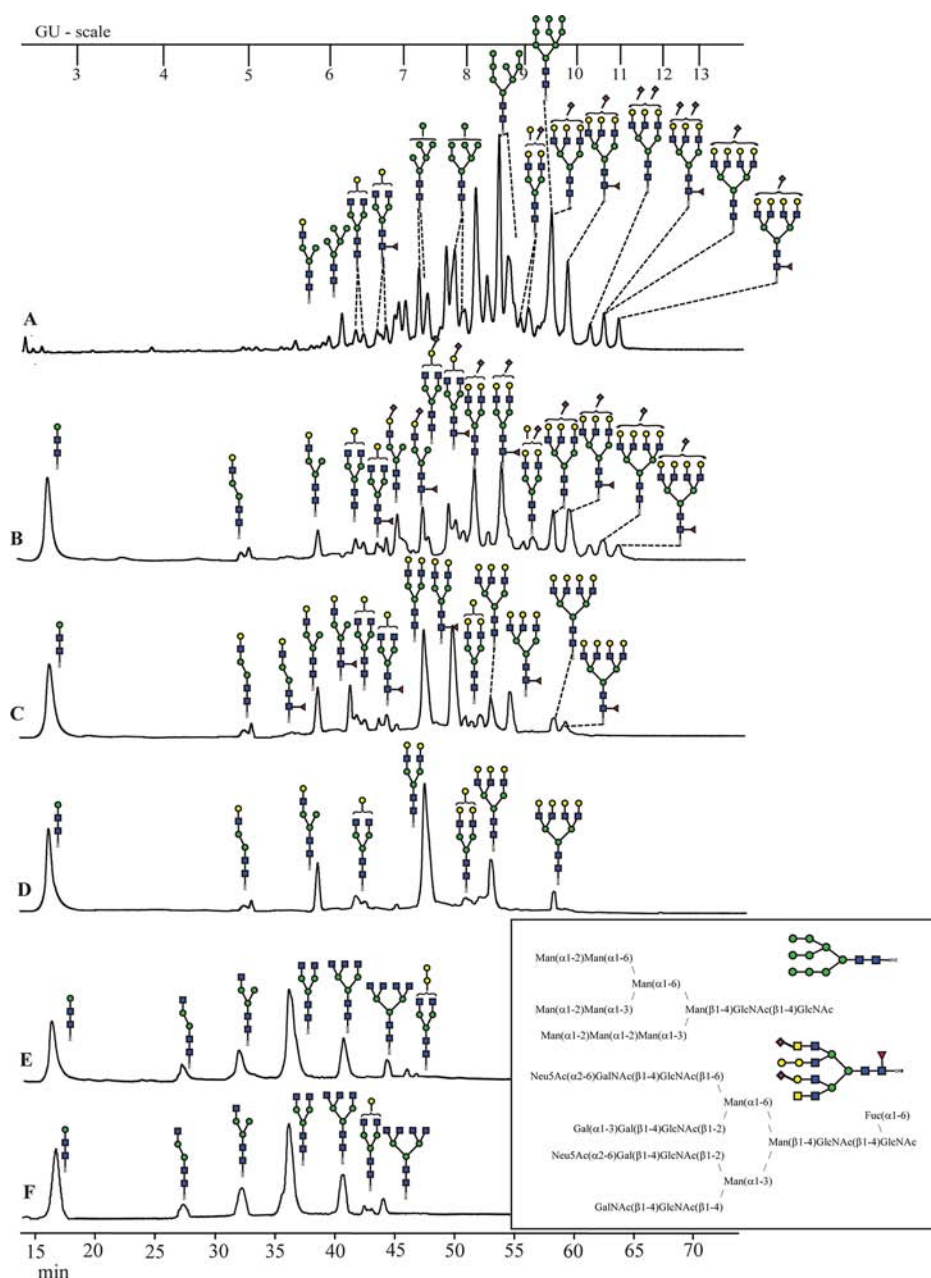 GU - scale
3 4 5 6 7 8 9 10 11 12 13
A
B
C
D
E
F
Man(α1-2)Man(α1-6)
Man(α1-6)
Man(α1-2)Man(α1-3)
Man(β1-4)GlcNAc(β1-4)GlcNAc
Man(α1-2)Man(α1-2)Man(α1-3)
Neu5Ac(α2-6)GalNAc(β1-4)GlcNAc(β1-6)
Man(α1-6)
Fuc(α1-6)
Gal(α1-3)Gal(β1-4)GlcNAc(β1-2)
Man(β1-4)GlcNAc(β1-4)GlcNAc
Neu5Ac(α2-6)Gal(β1-4)GlcNAc(β1-2)
Man(α1-3)
GalNAc(β1-4)GlcNAc(β1-4)
15 20 25 30 35 40 45 50 55 60 65 70
min